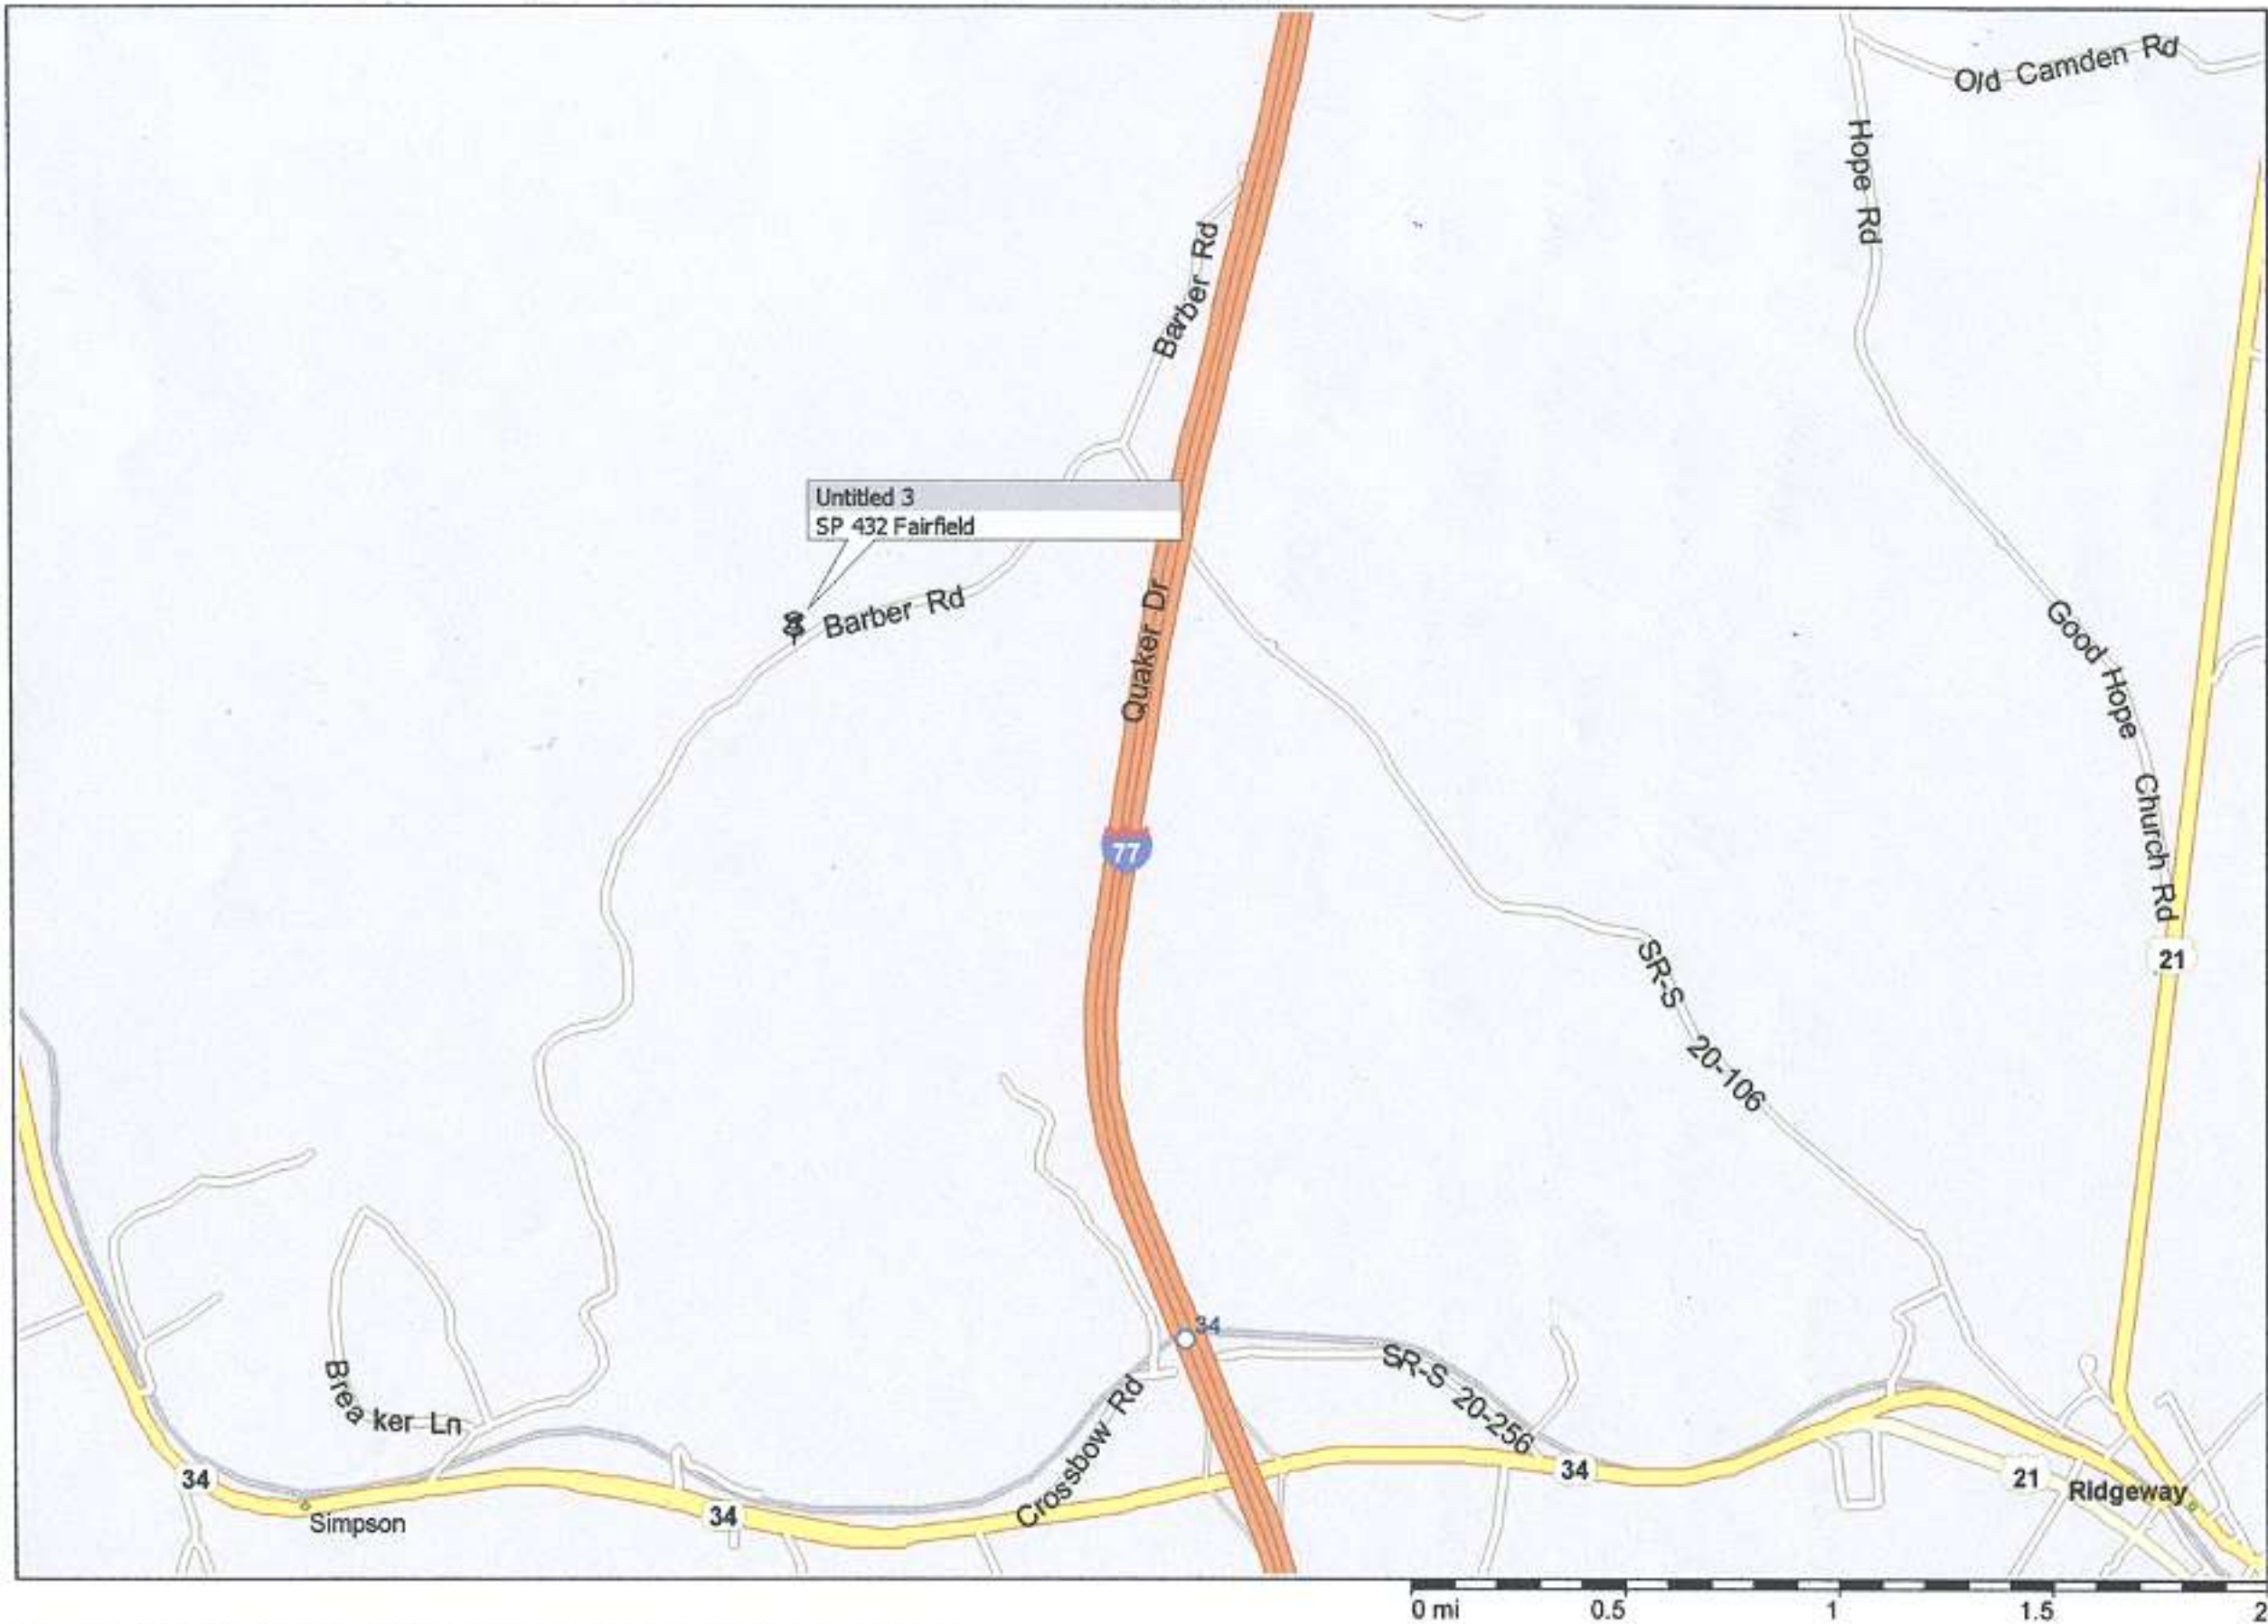 Old Camden Rd
Hope Rd
Barber Rd
Untitled 3
SP 432 Fairfield
Barber Rd
Quaker Dr
Good Hope Church Rd
77
21
SR-S 20-106
34
SR-S 20-256
Breaker Ln
Crossbow Rd
34
34
34
21
Ridgeway
Simpson
0 mi 0.5 1 1.5 2